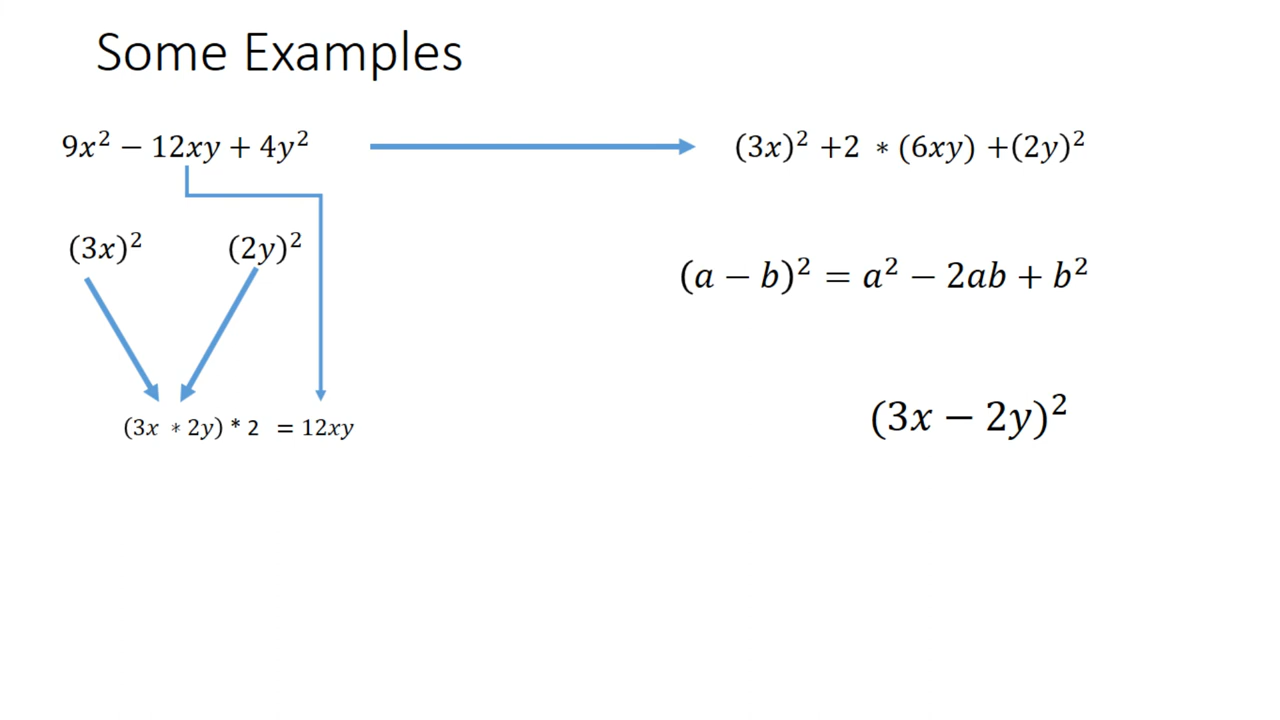 Some Examples
9x² − 12xy + 4y²
(3x)² +2 ∗ (6xy) +(2y)²
(3x)² (2y)²
(a − b)² = a² − 2ab + b²
(3x ∗ 2y) * 2 = 12xy
(3x − 2y)²